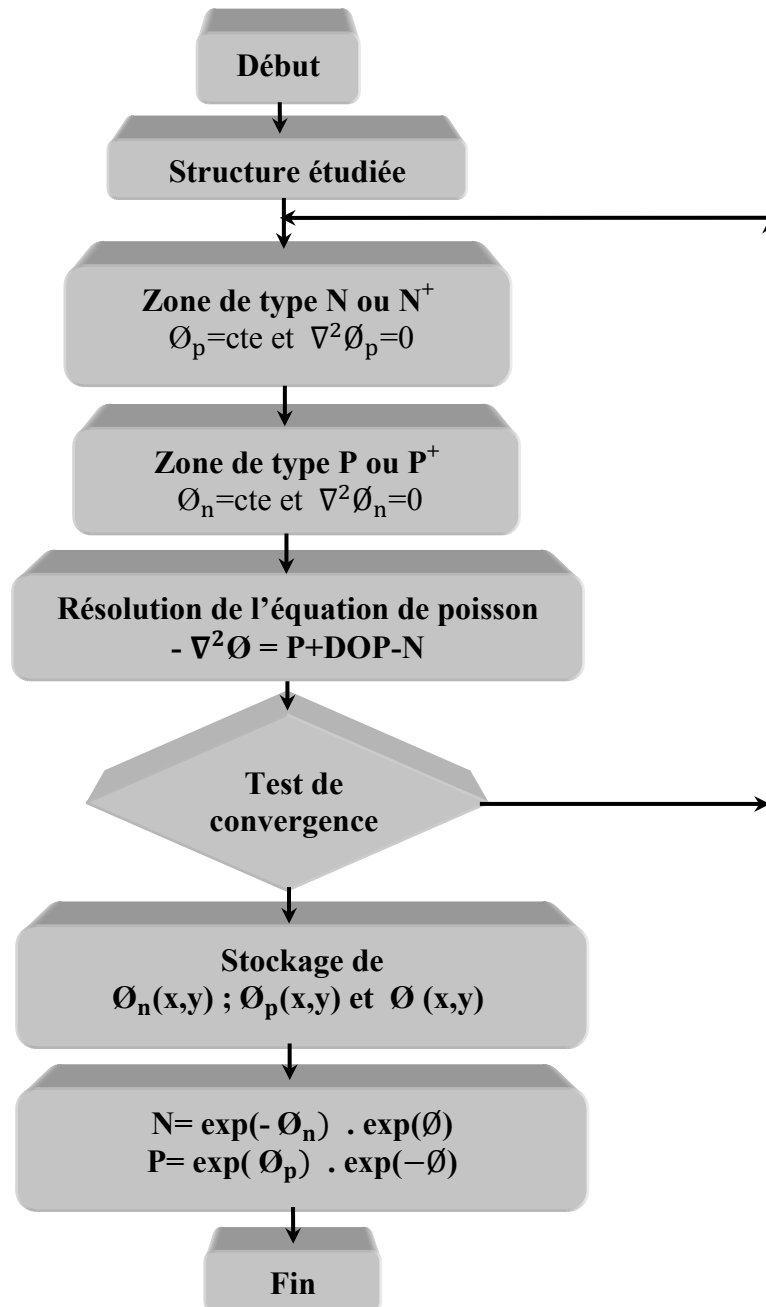 Début
Structure étudiée
Zone de type N ou N⁺
Øₚ=cte et ∇²Øₚ=0
Zone de type P ou P⁺
Øₙ=cte et ∇²Øₙ=0
Résolution de l’équation de poisson
- ∇²Ø = P+DOP-N
Test de
convergence
Stockage de
Øₙ(x,y) ; Øₚ(x,y) et Ø (x,y)
N= exp(- Øₙ) . exp(Ø)
P= exp( Øₚ) . exp(−Ø)
Fin